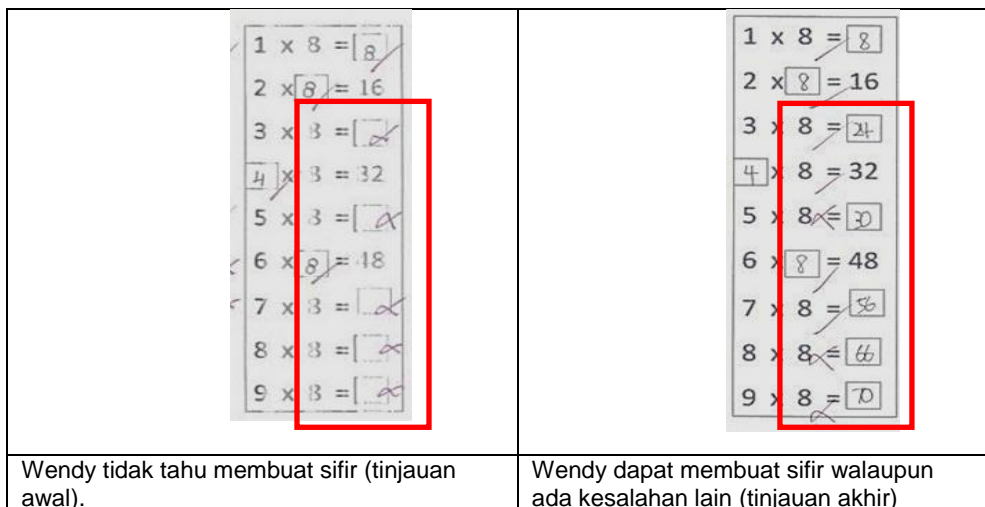 1 x 8 = 8
2 x 8 = 16
3 x 8 =
4 x 8 = 32
5 x 8 =
6 x 8 = 48
7 x 8 =
8 x 8 =
9 x 8 =
Wendy tidak tahu membuat sifir (tinjauan
awal).
1 x 8 = 8
2 x 8 = 16
3 x 8 = 24
4 x 8 = 32
5 x 8 = 30
6 x 8 = 48
7 x 8 = 56
8 x 8 = 66
9 x 8 = 70
Wendy dapat membuat sifir walaupun
ada kesalahan lain (tinjauan akhir)